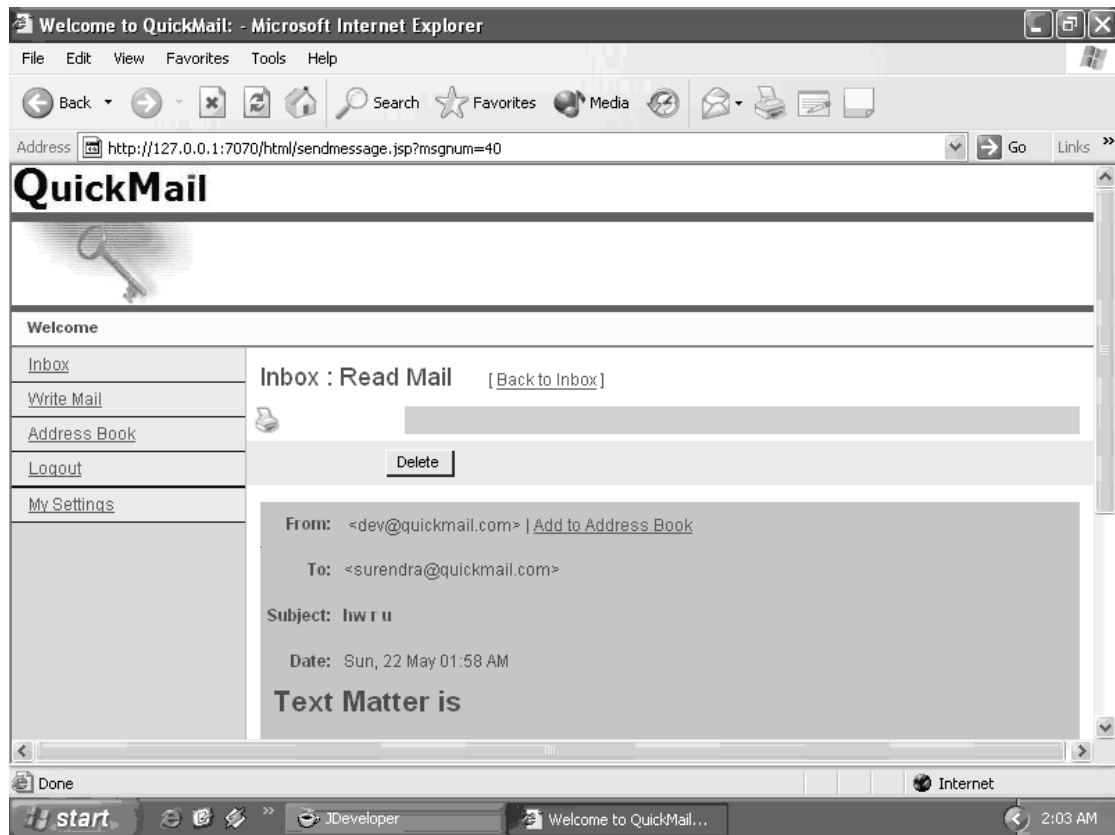 Welcome to QuickMail: - Microsoft Internet Explorer
File Edit View Favorites Tools Help
Back Search Favorites Media
Address http://127.0.0.1:7070/html/sendmessage.jsp?msgnum=40 Go Links »
QuickMail
Welcome
Inbox
Write Mail
Address Book
Logout
My Settings
Inbox : Read Mail [ Back to Inbox ]
Delete
From: <dev@quickmail.com> | Add to Address Book
To: <surendra@quickmail.com>
Subject: hw r u
Date: Sun, 22 May 01:58 AM
Text Matter is
Done Internet
start » JDeveloper Welcome to QuickMail... 2:03 AM